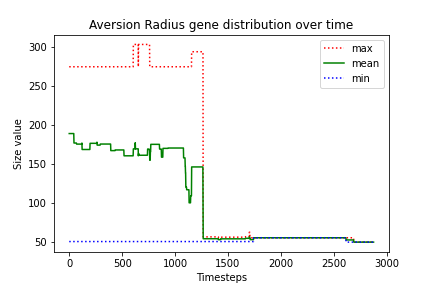 Aversion Radius gene distribution over time
max
mean
min
Size value
300
250
200
150
100
50
0 500 1000 1500 2000 2500 3000
Timesteps